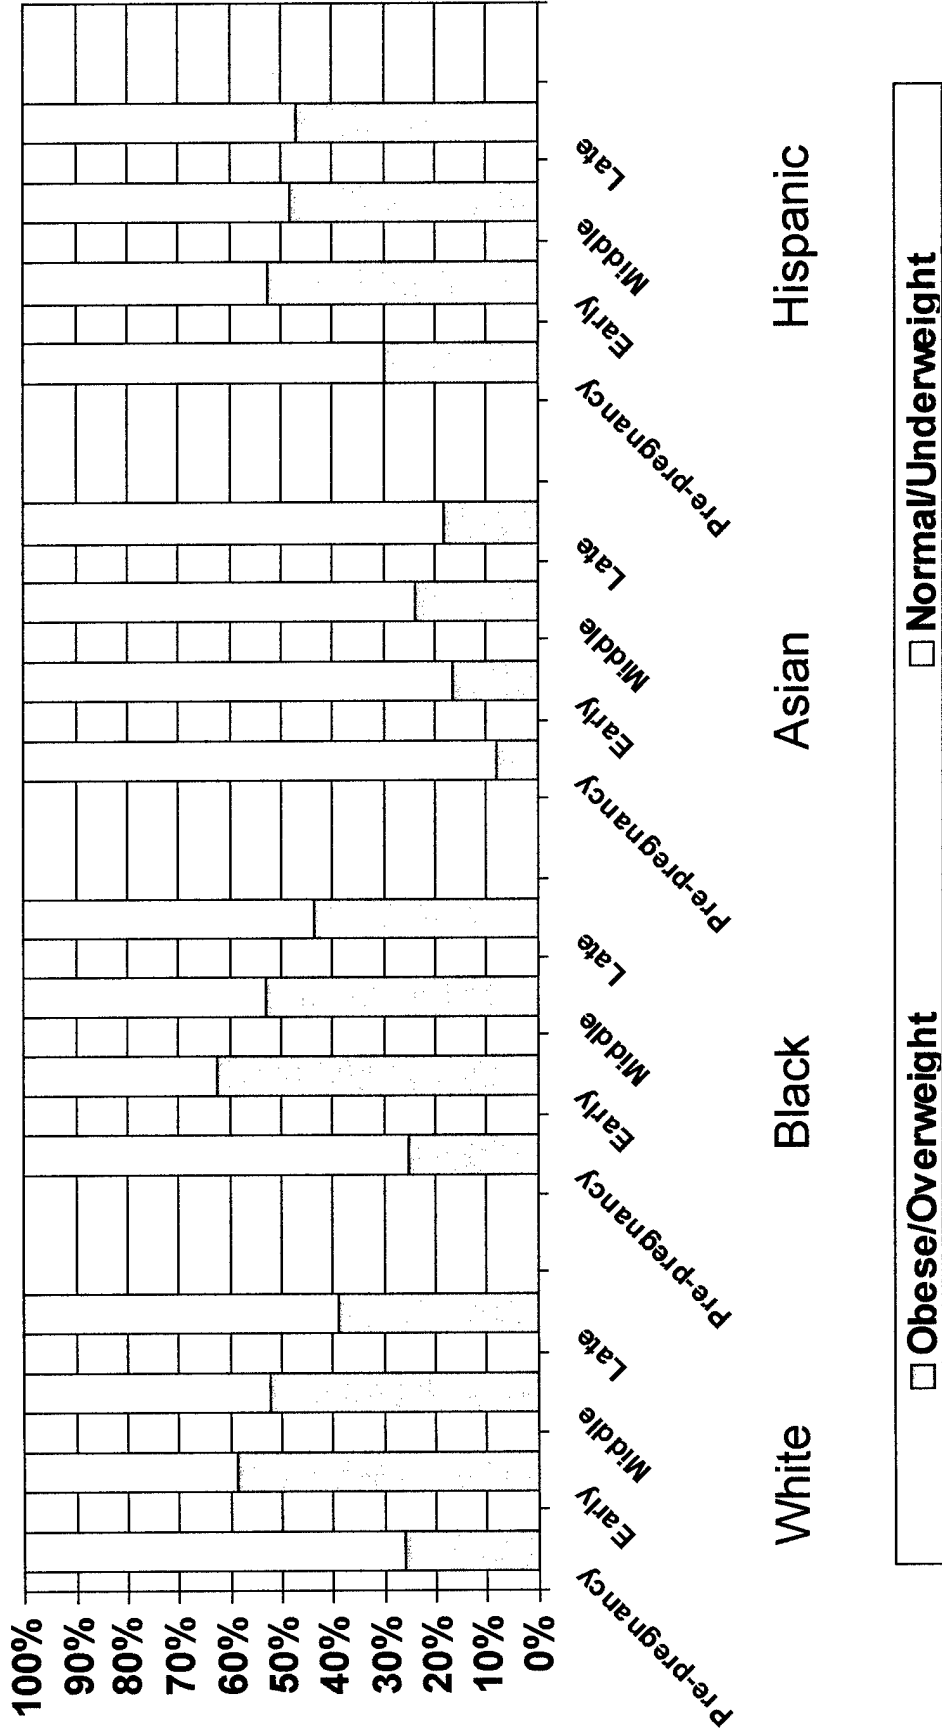 100%
90%
80%
70%
60%
50%
40%
30%
20%
10%
0%
Pre-pregnancy
Early
Middle
Late
Pre-pregnancy
Early
Middle
Late
Pre-pregnancy
Early
Middle
Late
Pre-pregnancy
Early
Middle
Late
White
Black
Asian
Hispanic
Obese/Overweight
Normal/Underweight